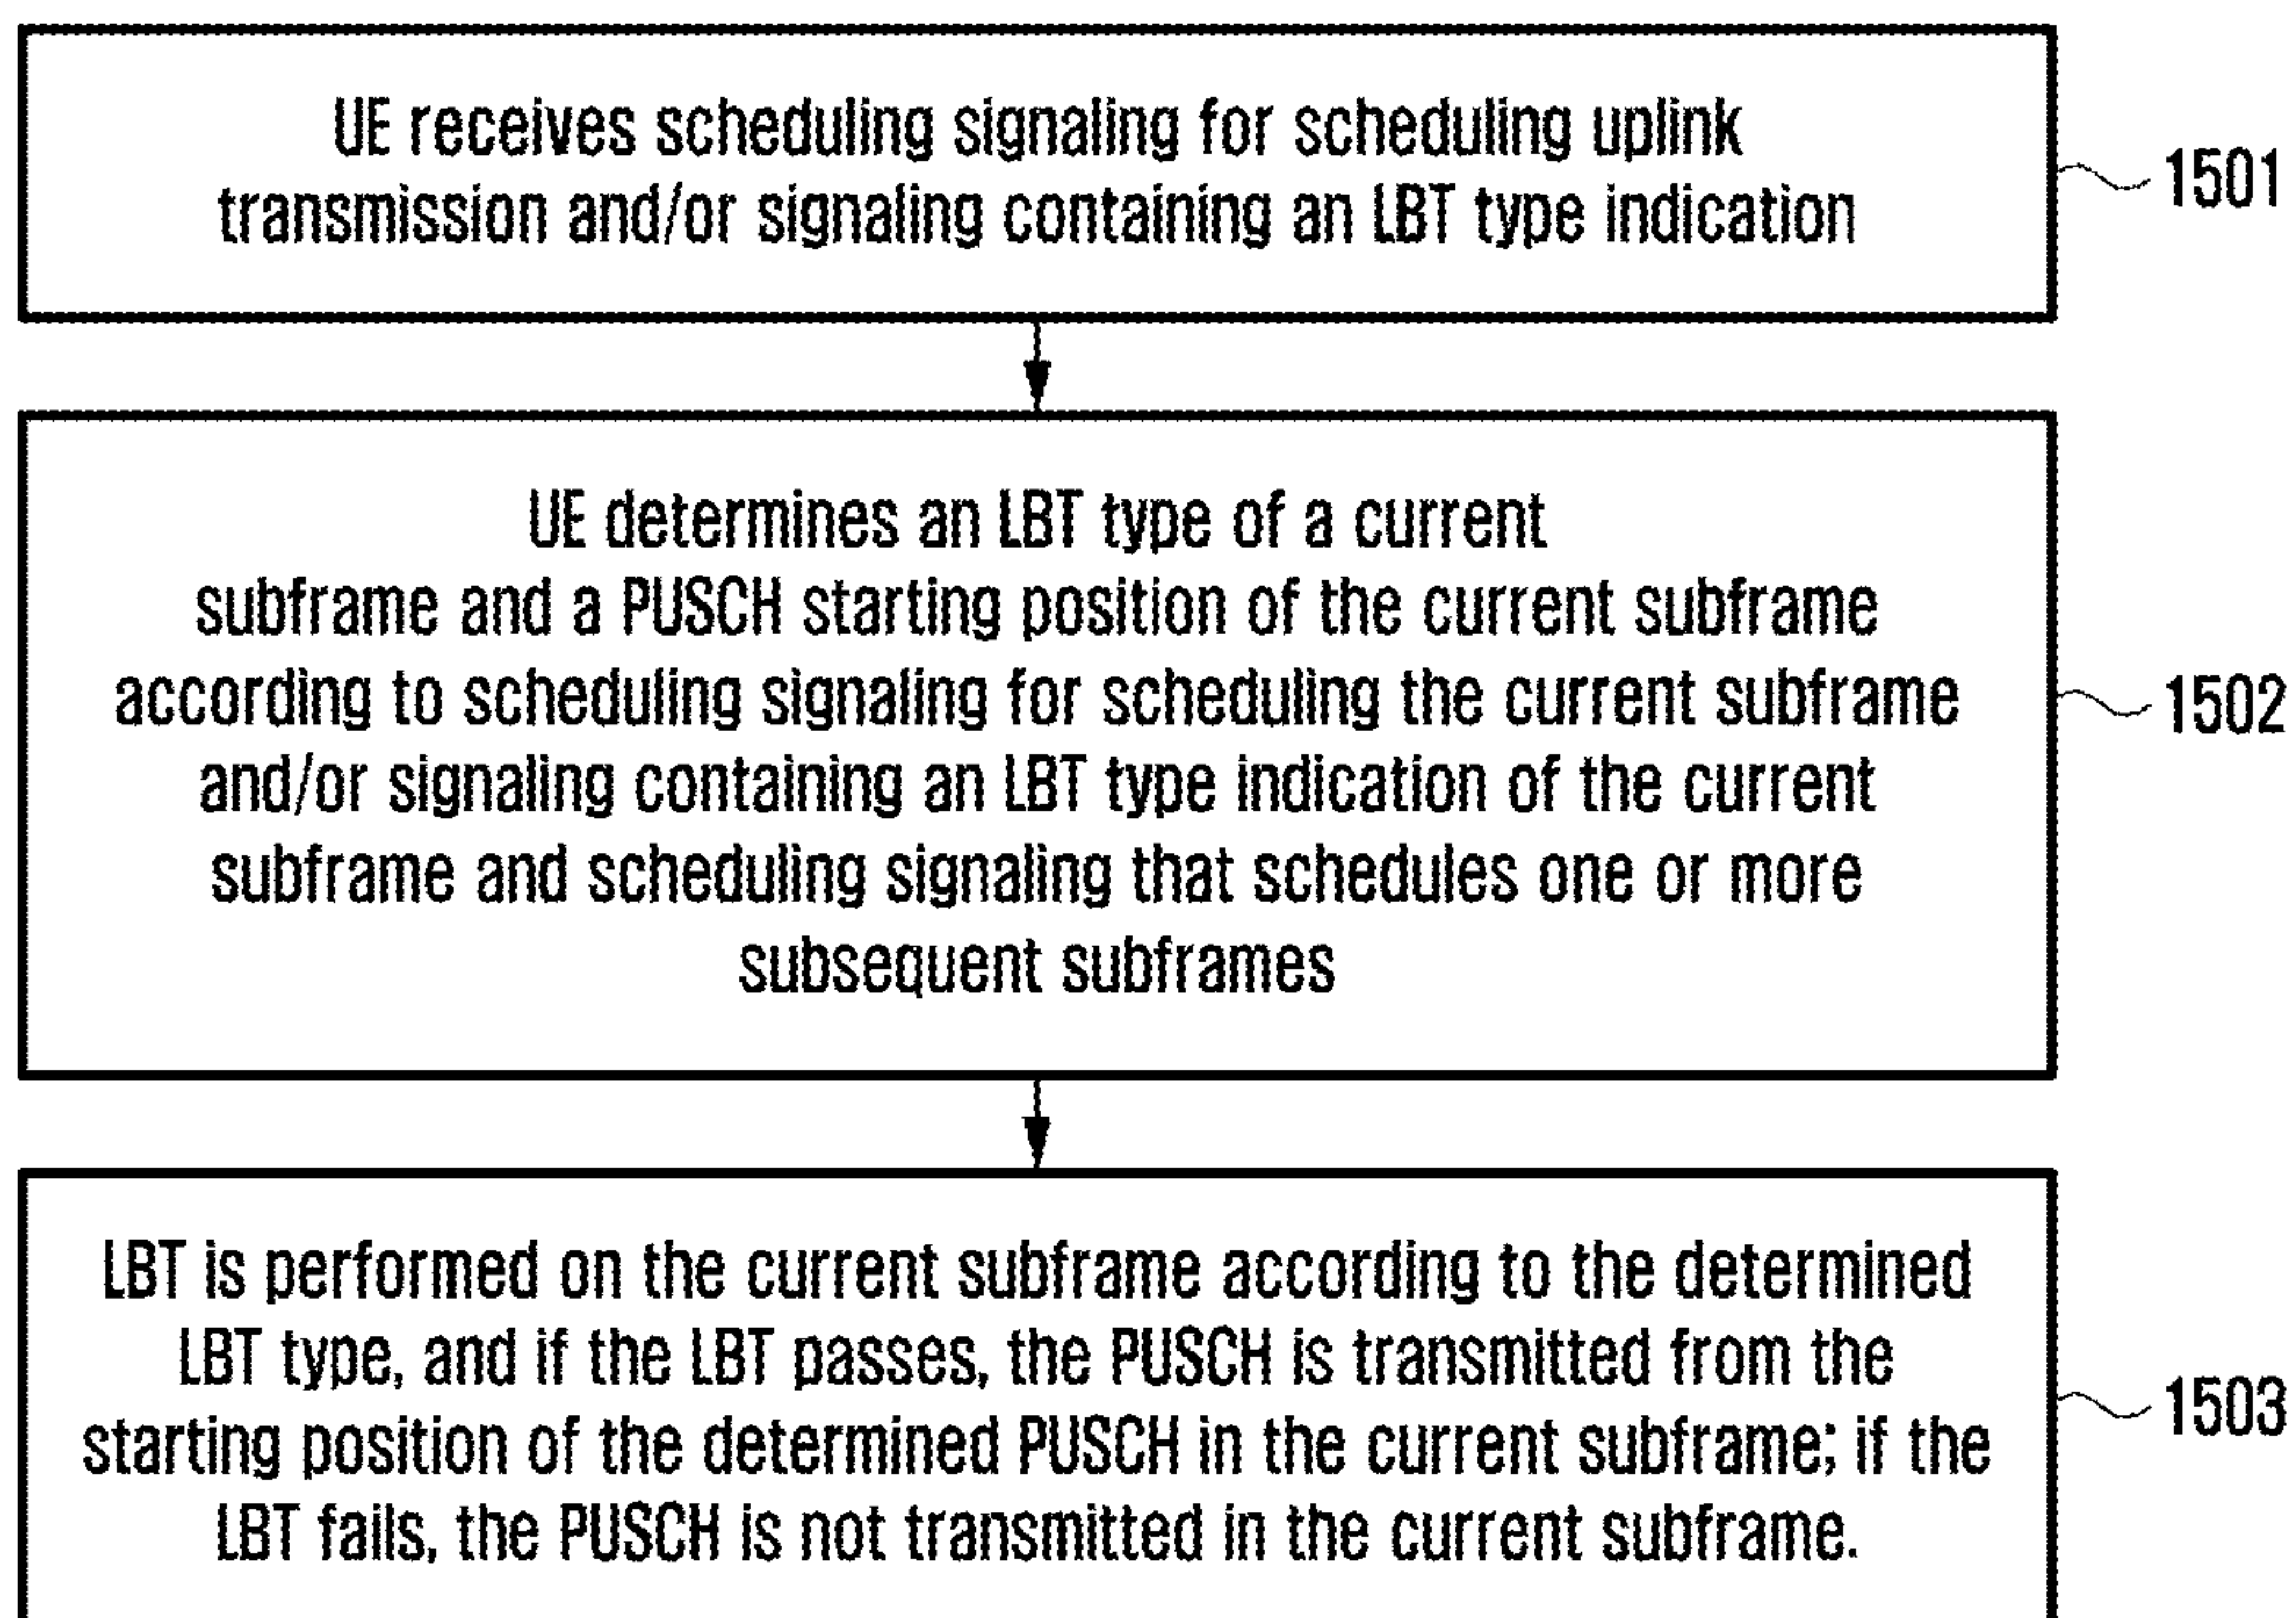 UE receives scheduling signaling for scheduling uplink
transmission and/or signaling containing an LBT type indication
1501
UE determines an LBT type of a current
subframe and a PUSCH starting position of the current subframe
according to scheduling signaling for scheduling the current subframe
and/or signaling containing an LBT type indication of the current
subframe and scheduling signaling that schedules one or more
subsequent subframes
1502
LBT is performed on the current subframe according to the determined
LBT type, and if the LBT passes, the PUSCH is transmitted from the
starting position of the determined PUSCH in the current subframe; if the
LBT fails, the PUSCH is not transmitted in the current subframe.
1503